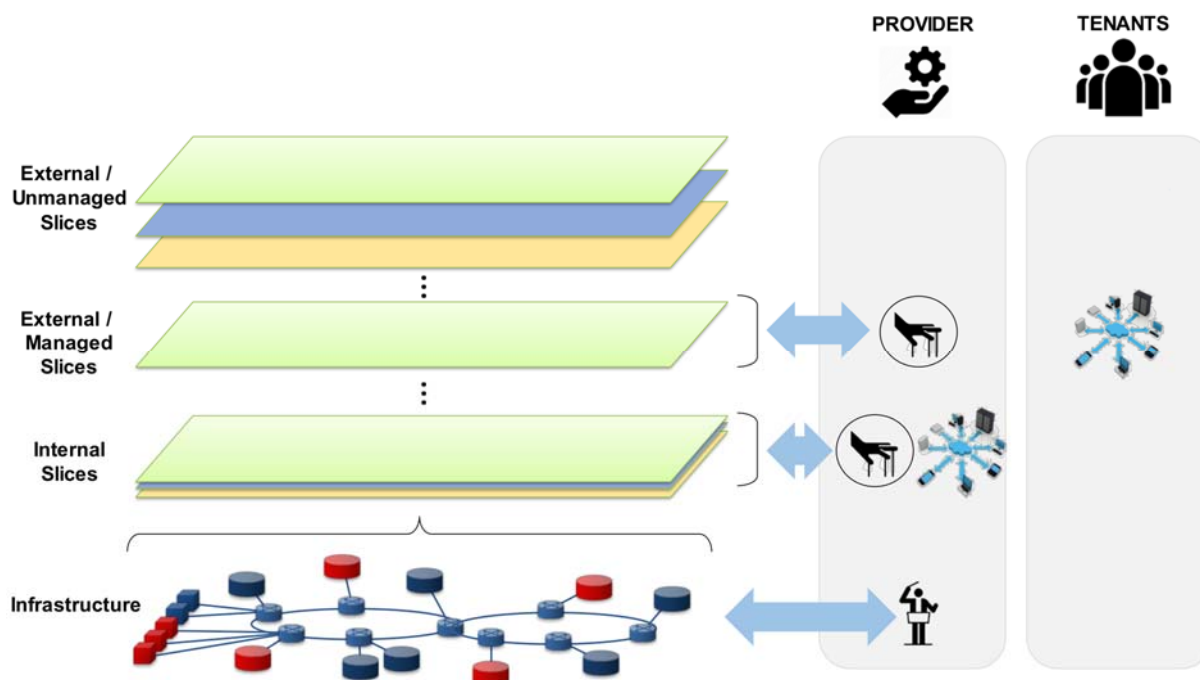 PROVIDER
TENANTS
External /
Unmanaged
Slices
External /
Managed
Slices
Internal
Slices
Infrastructure